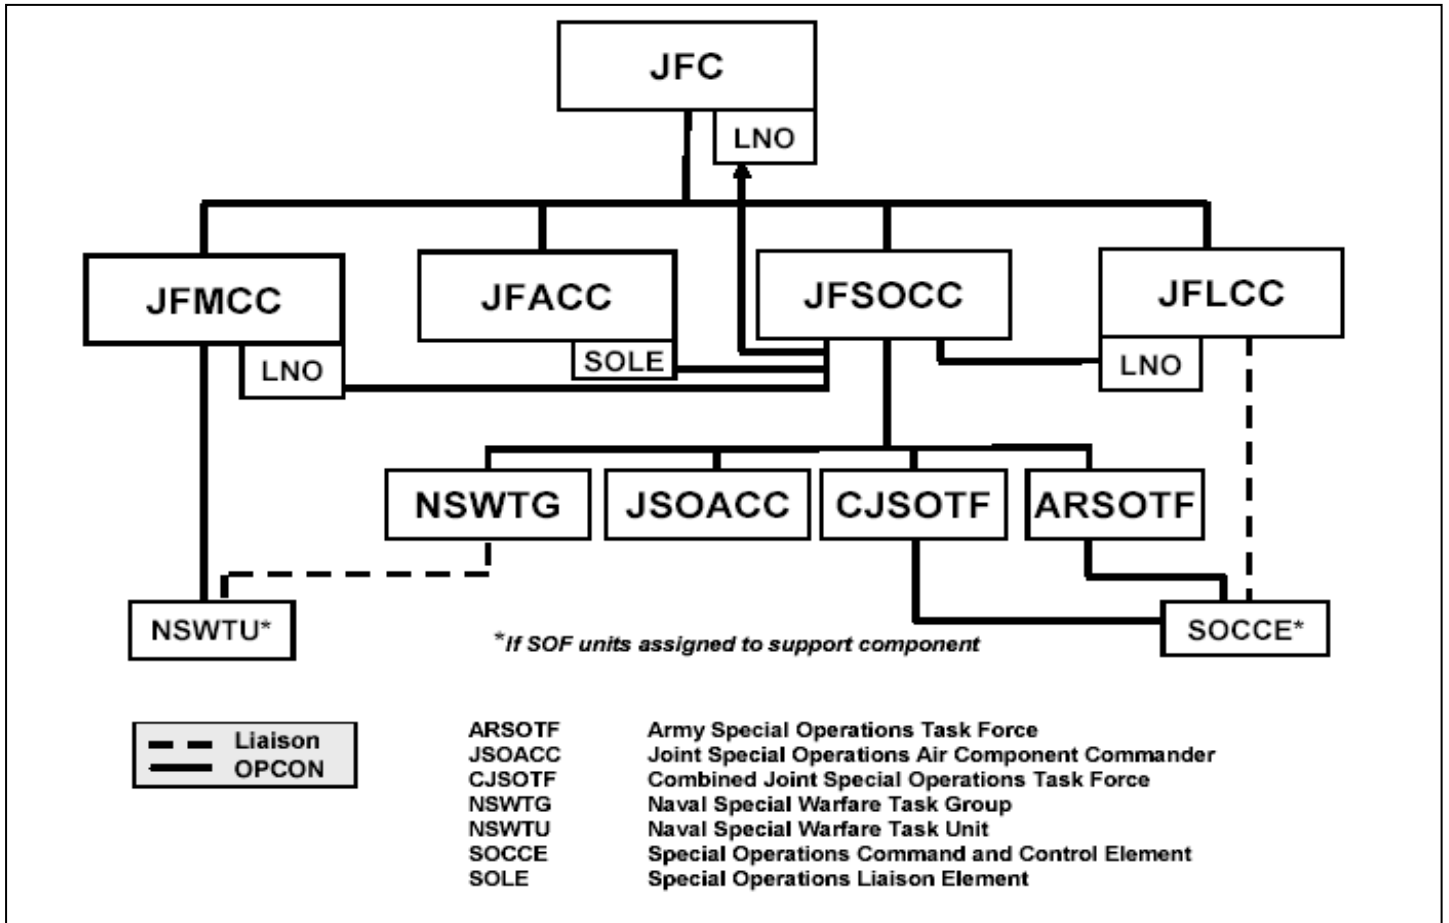 JFC
LNO
JFMCC
JFACC
JFSOCC
JFLCC
LNO
SOLE
LNO
NSWTG
JSOACC
CJSOTF
ARSOTF
NSWTU*
*If SOF units assigned to support component
SOCCE*
Liaison
OPCON
ARSOTF Army Special Operations Task Force
JSOACC Joint Special Operations Air Component Commander
CJSOTF Combined Joint Special Operations Task Force
NSWTG Naval Special Warfare Task Group
NSWTU Naval Special Warfare Task Unit
SOCCE Special Operations Command and Control Element
SOLE Special Operations Liaison Element